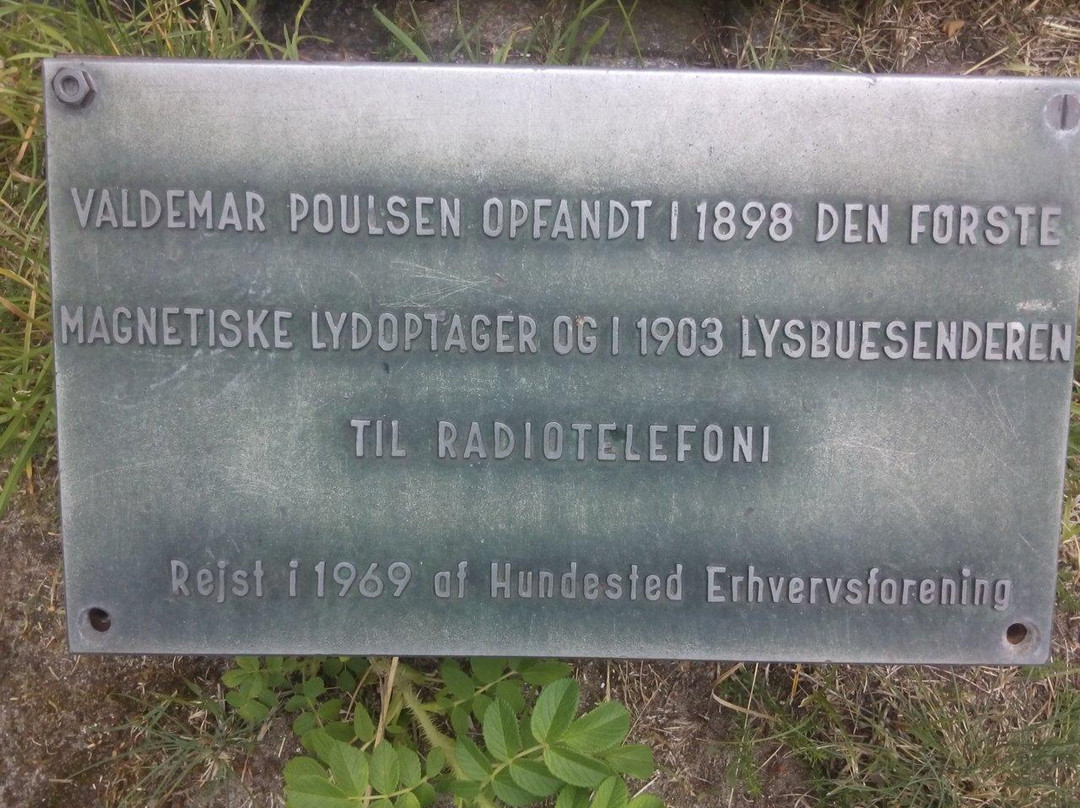 VALDEMAR POULSEN OPFANDT I 1898 DEN FØRSTE
MAGNETISKE LYDOPTAGER OG I 1903 LYSBUESENDEREN
TIL RADIOTELEFONI
Rejst i 1969 af Hundested Erhvervsforening